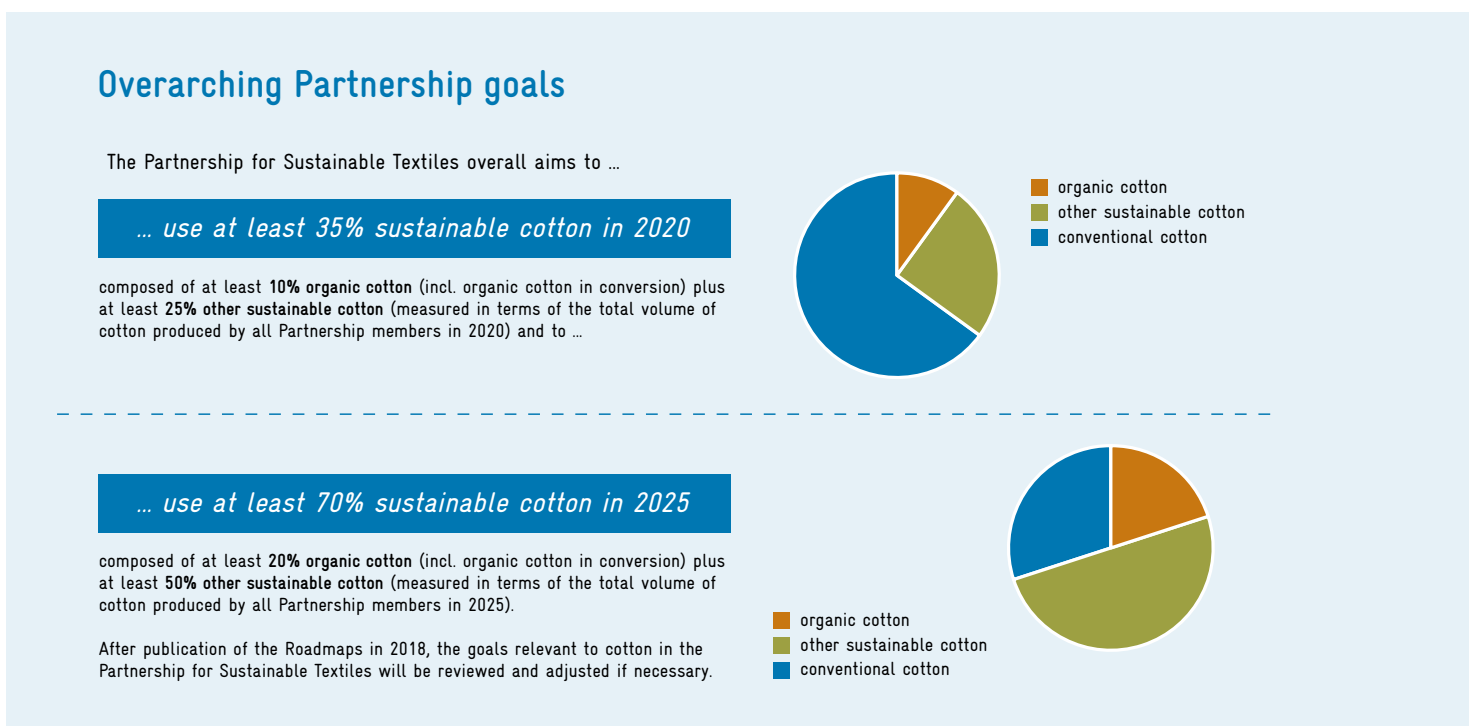 Overarching Partnership goals
The Partnership for Sustainable Textiles overall aims to …
… use at least 35% sustainable cotton in 2020
composed of at least 10% organic cotton (incl. organic cotton in conversion) plus
at least 25% other sustainable cotton (measured in terms of the total volume of
cotton produced by all Partnership members in 2020) and to …
organic cotton
other sustainable cotton
conventional cotton
… use at least 70% sustainable cotton in 2025
composed of at least 20% organic cotton (incl. organic cotton in conversion) plus
at least 50% other sustainable cotton (measured in terms of the total volume of
cotton produced by all Partnership members in 2025).
After publication of the Roadmaps in 2018, the goals relevant to cotton in the
Partnership for Sustainable Textiles will be reviewed and adjusted if necessary.
organic cotton
other sustainable cotton
conventional cotton